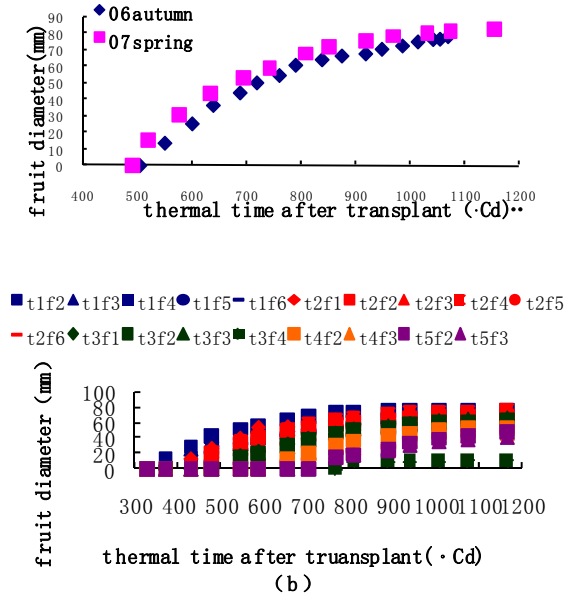 90
80
70
60
50
40
30
20
10
0
06autumn
07spring
fruit diameter(mm)
400 500 600 700 800 900 1000 1100 1200
thermal time after transplant (·Cd)··
t1f2 t1f3 t1f4 t1f5 t1f6 t2f1 t2f2 t2f3 t2f4 t2f5
t2f6 t3f1 t3f2 t3f3 t3f4 t4f2 t4f3 t5f2 t5f3
100
80
60
40
20
0
fruit diameter (mm)
300 400 500 600 700 800 900 1000 1100 1200
thermal time after truansplant(·Cd)
(b)